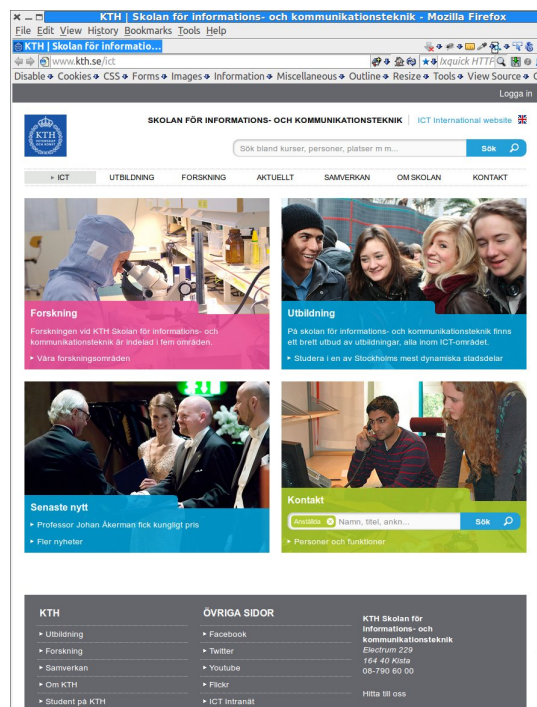 KTH | Skolan för informations- och kommunikationsteknik - Mozilla Firefox
File Edit View History Bookmarks Tools Help
KTH | Skolan för informatio...
www.kth.se/ict
Ixquick HTTP
Disable Cookies CSS Forms Images Information Miscellaneous Outline Resize Tools View Source
Logga in
KTH
SKOLAN FÖR INFORMATIONS- OCH KOMMUNIKATIONSTEKNIK
ICT International website
Sök bland kurser, personer, platser m m...
Sök
ICT UTBILDNING FORSKNING AKTUELLT SAMVERKAN OM SKOLAN KONTAKT
Forskning
Forskningen vid KTH Skolan för informations- och
kommunikationsteknik är indelad i fem områden.
Våra forskningsområden
Utbildning
På skolan för informations- och kommunikationsteknik finns
ett brett utbud av utbildningar, alla inom ICT-området.
Studera i en av Stockholms mest dynamiska stadsdelar
Senaste nytt
Professor Johan Åkerman fick kungligt pris
Fler nyheter
Kontakt
Anställda Namn, titel, ankn... Sök
Personer och funktioner
KTH
Utbildning
Forskning
Samverkan
Om KTH
Student på KTH
ÖVRIGA SIDOR
Facebook
Twitter
Youtube
Flickr
ICT Intranät
KTH Skolan för
informations- och
kommunikationsteknik
Electrum 229
164 40 Kista
08-790 60 00
Hitta till oss